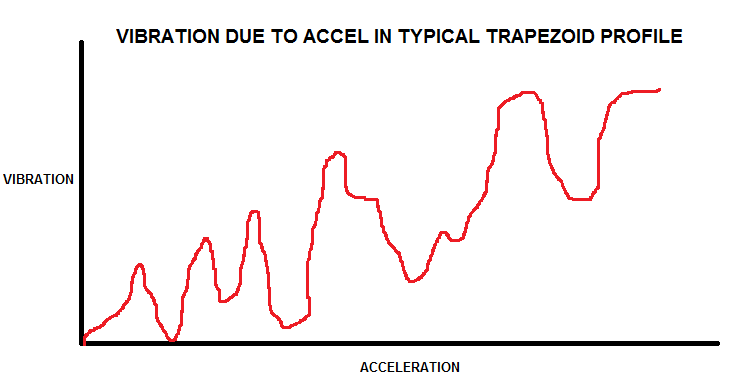 VIBRATION DUE TO ACCEL IN TYPICAL TRAPEZOID PROFILE
VIBRATION
ACCELERATION